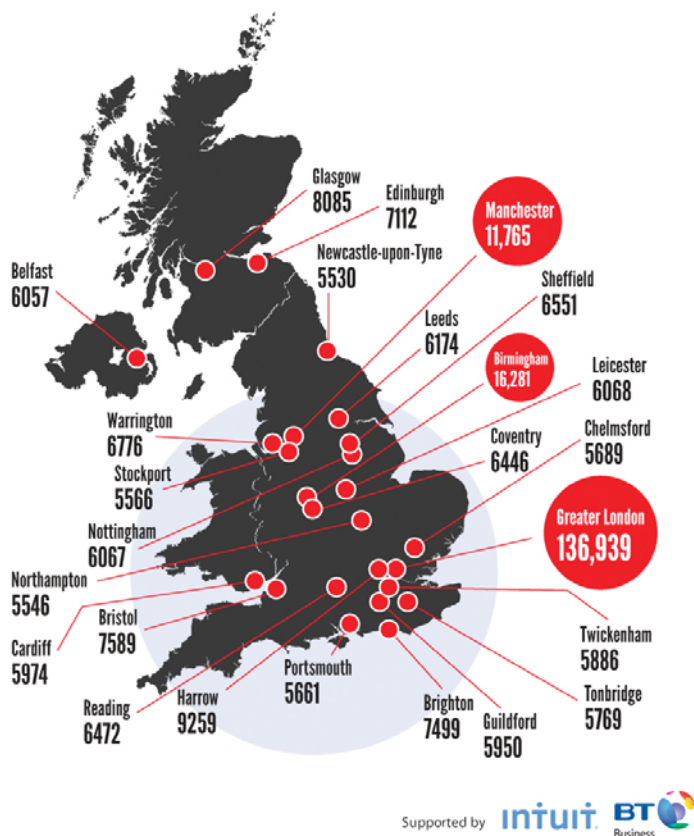 Glasgow
8085
Edinburgh
7112
Manchester
11,765
Newcastle-upon-Tyne
5530
Belfast
6057
Sheffield
6551
Leeds
6174
Birmingham
16,281
Leicester
6068
Warrington
6776
Coventry
6446
Chelmsford
5689
Stockport
5566
Nottingham
6067
Greater London
136,939
Northampton
5546
Bristol
7589
Cardiff
5974
Twickenham
5886
Portsmouth
5661
Tonbridge
5769
Reading
6472
Harrow
9259
Brighton
7499
Guildford
5950
Supported by intuit. BT
Business